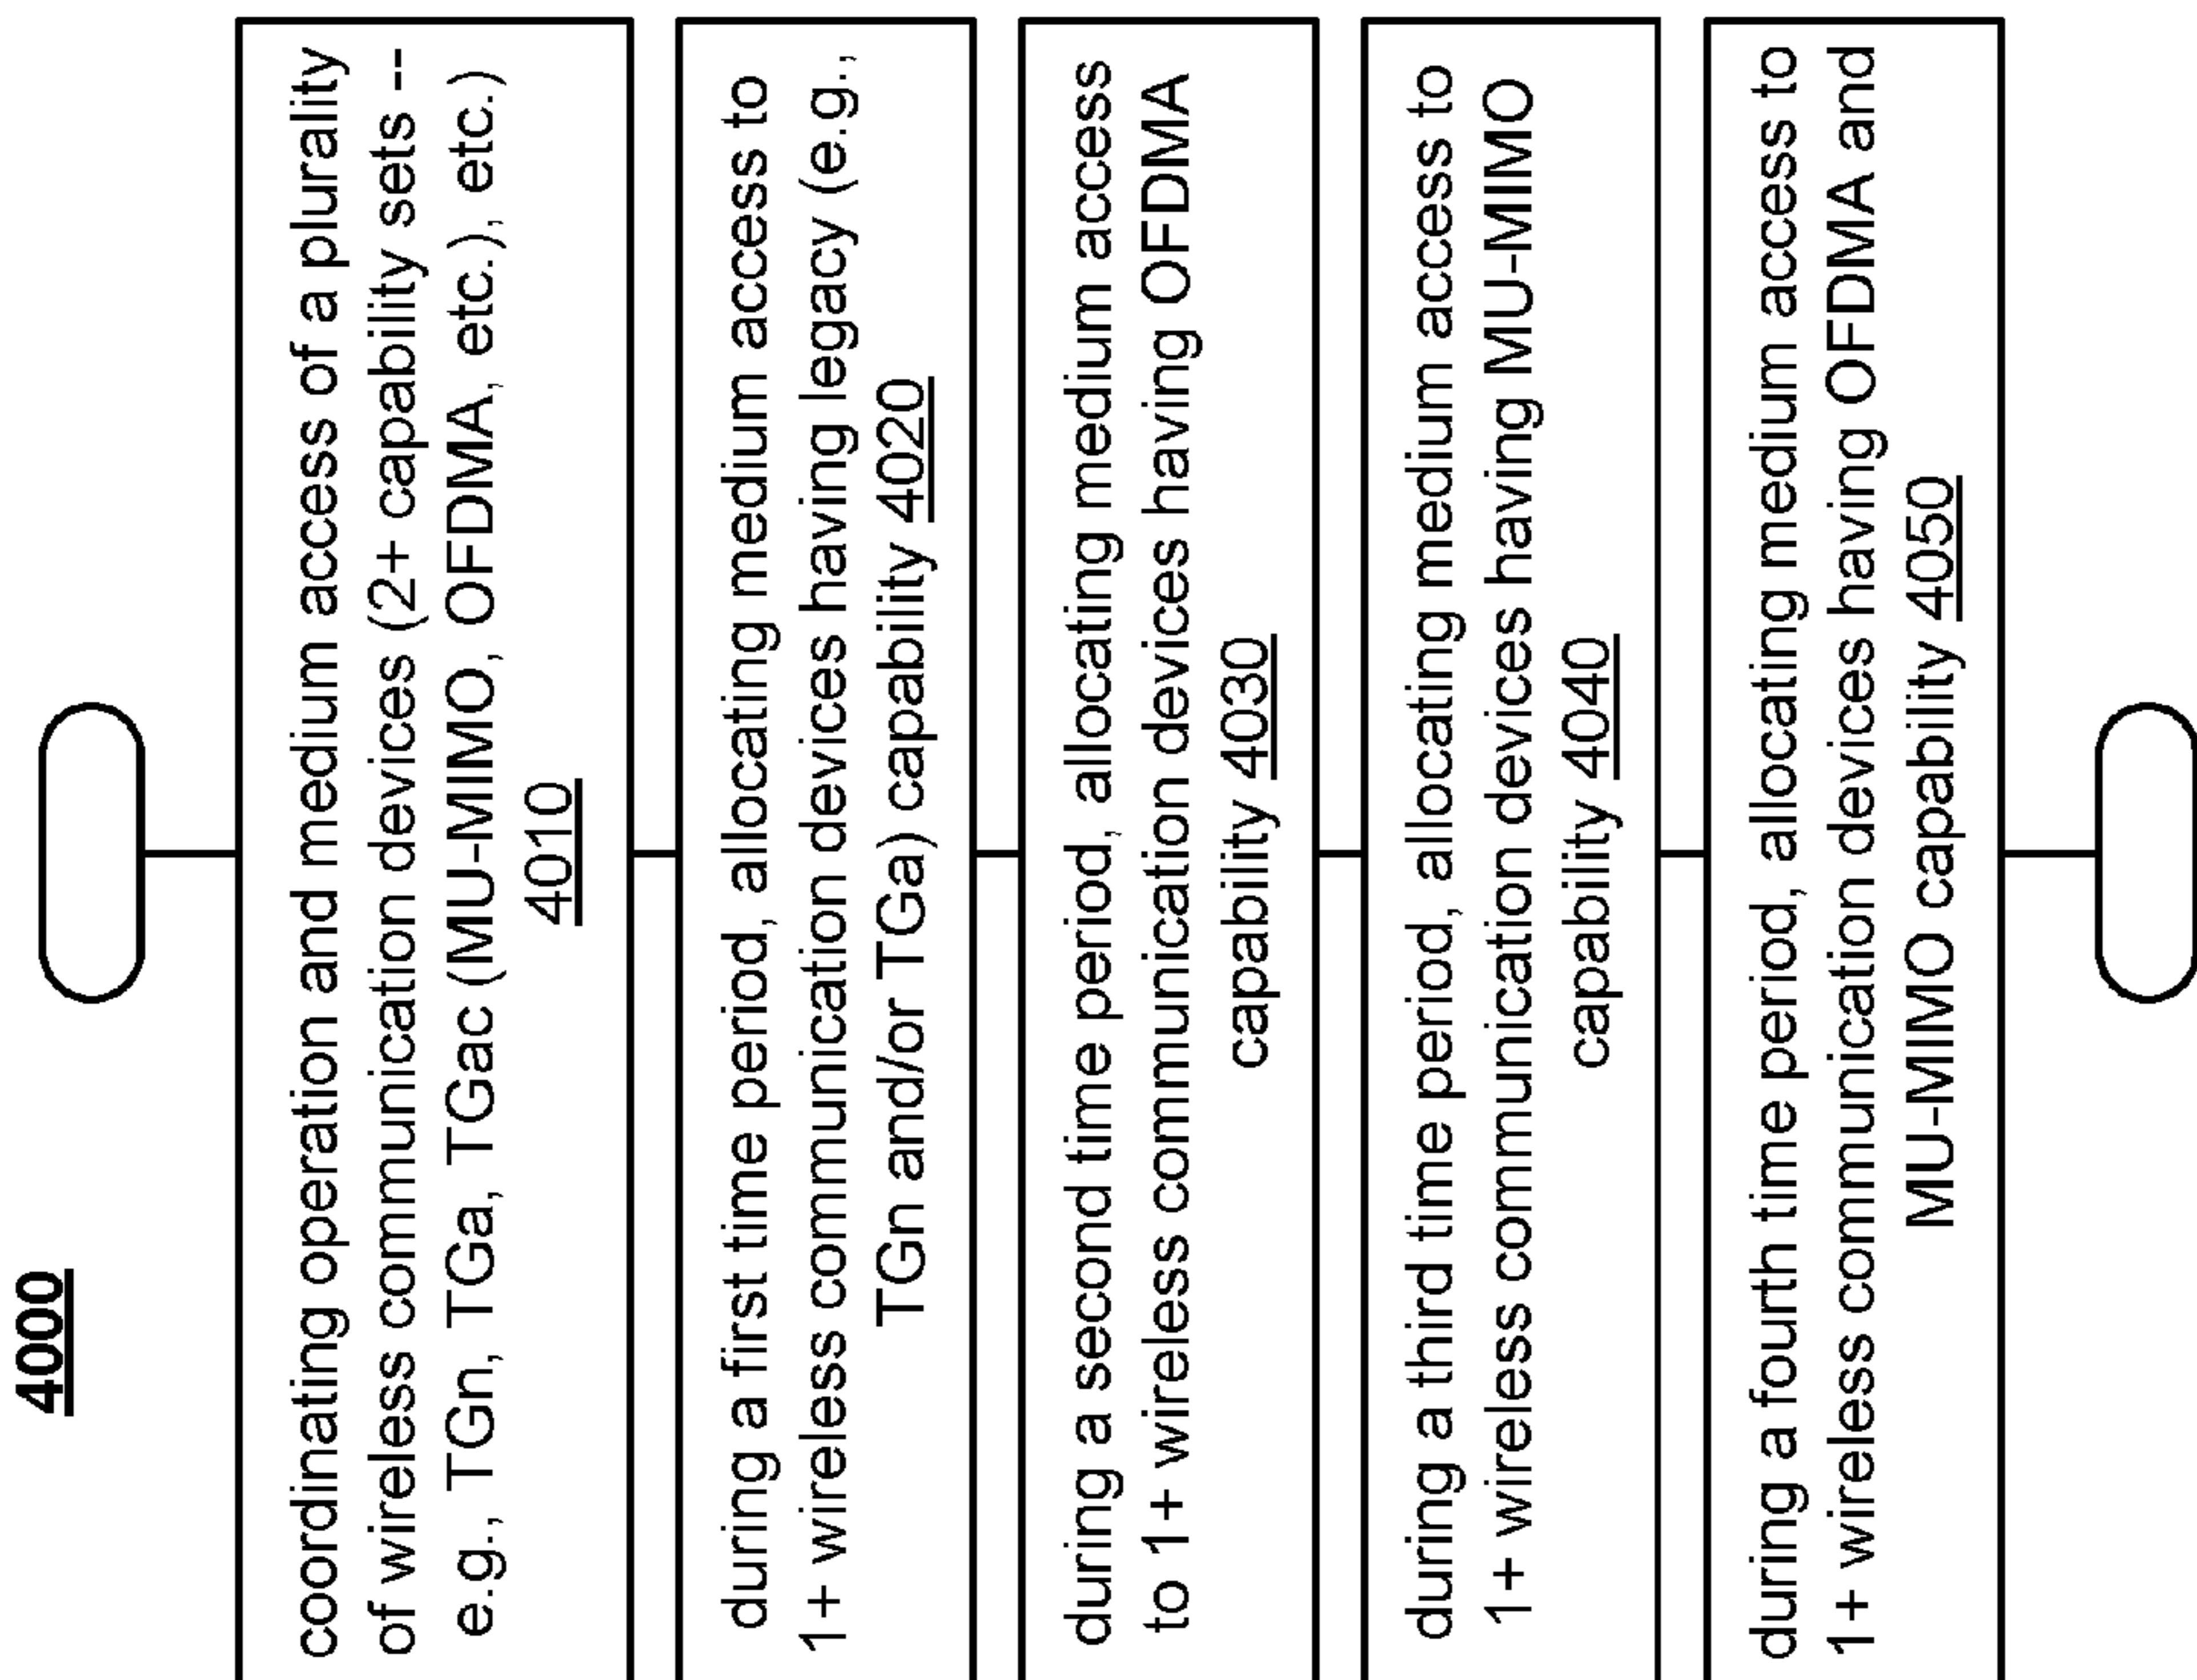 4000
coordinating operation and medium access of a plurality
of wireless communication devices (2+ capability sets --
e.g., TGn, TGa, TGac (MU-MIMO, OFDMA, etc.), etc.)
4010
during a first time period, allocating medium access to
1+ wireless communication devices having legacy (e.g.,
TGn and/or TGa) capability 4020
during a second time period, allocating medium access
to 1+ wireless communication devices having OFDMA
capability 4030
during a third time period, allocating medium access to
1+ wireless communication devices having MU-MIMO
capability 4040
during a fourth time period, allocating medium access to
1+ wireless communication devices having OFDMA and
MU-MIMO capability 4050